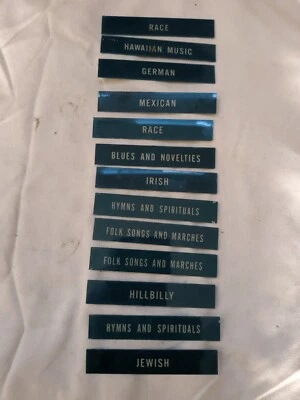 RACE
HAWAIIAN MUSIC
GERMAN
MEXICAN
RACE
BLUES AND NOVELTIES
IRISH
HYMNS AND SPIRITUALS
FOLK SONGS AND MARCHES
FOLK SONGS AND MARCHES
HILLBILLY
HYMNS AND SPIRITUALS
JEWISH